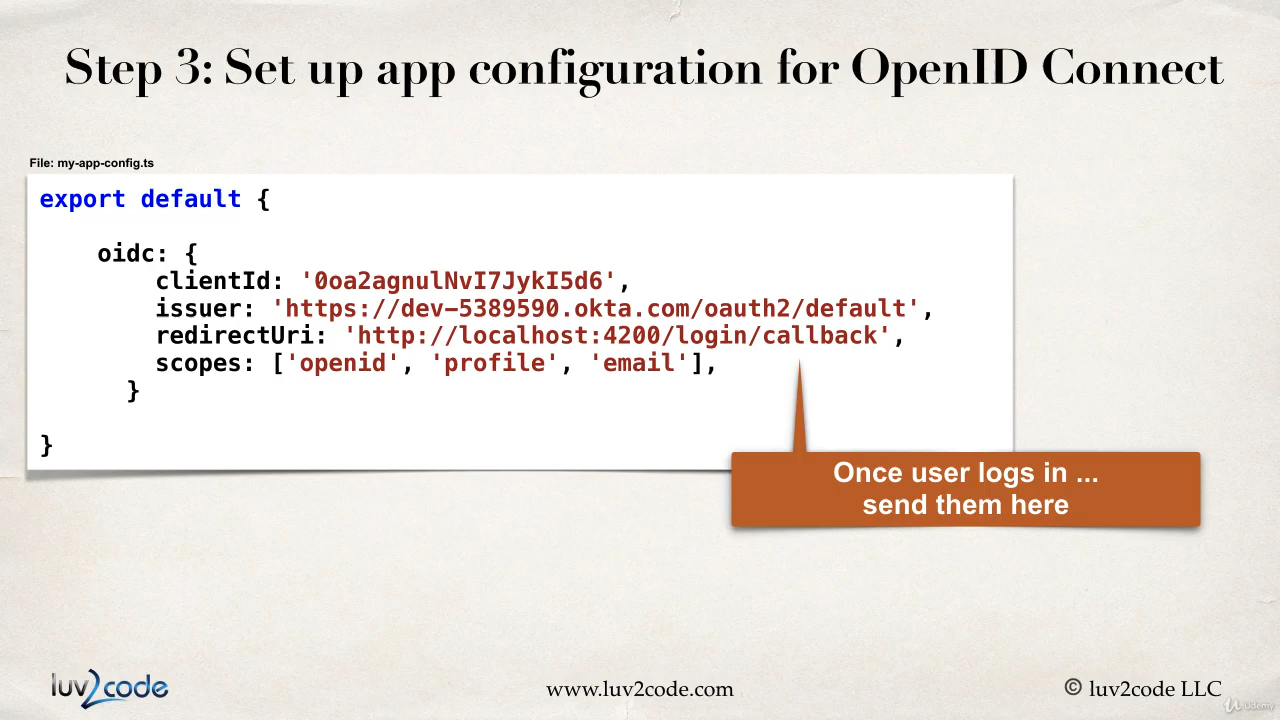 Step 3: Set up app configuration for OpenID Connect
File: my-app-config.ts
export default {
oidc: {
clientId: '0oa2agnulNvI7JykI5d6',
issuer: 'https://dev-5389590.okta.com/oauth2/default',
redirectUri: 'http://localhost:4200/login/callback',
scopes: ['openid', 'profile', 'email'],
}
}
Once user logs in ...
send them here
luv2code
www.luv2code.com
© luv2code LLC
Udemy